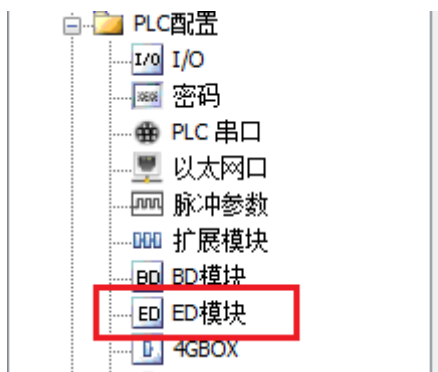 PLC配置
I/O I/O
密码
PLC 串口
以太网口
脉冲参数
扩展模块
BD BD模块
ED ED模块
4GBOX